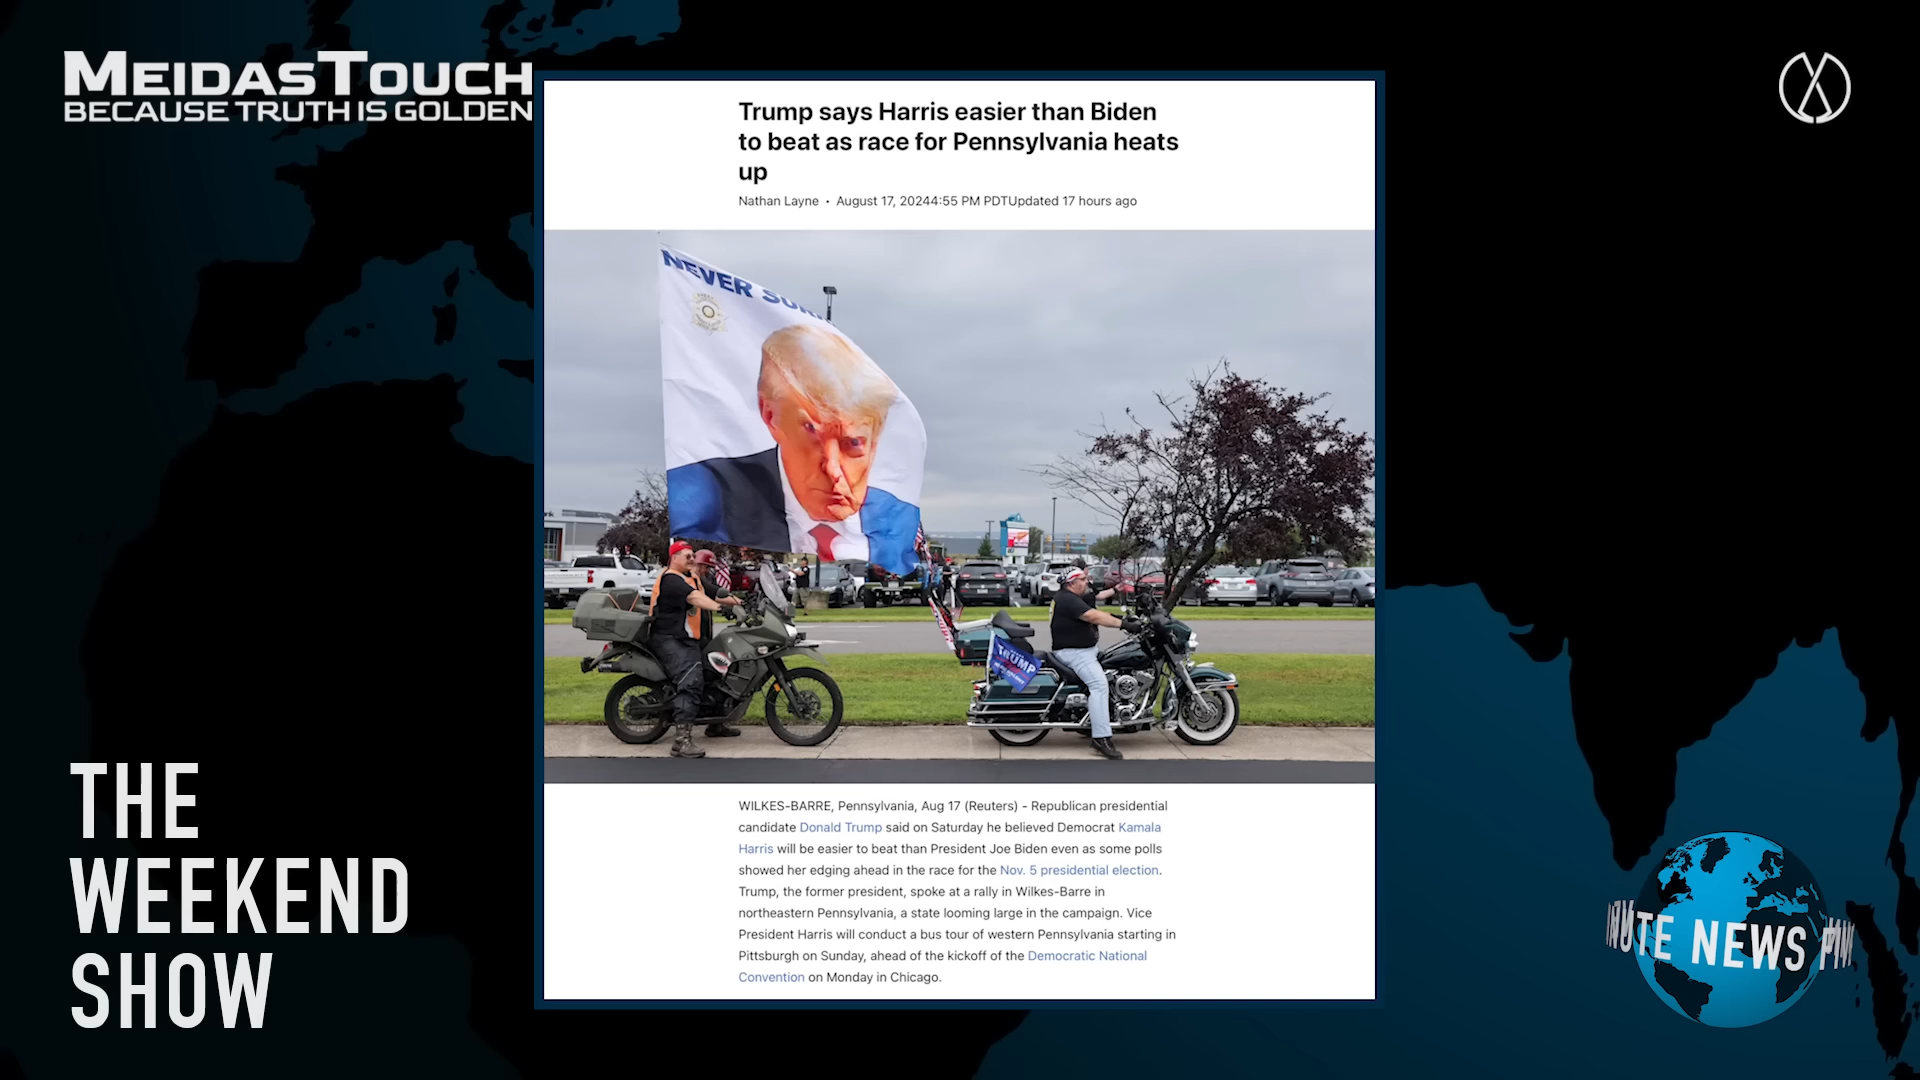 MEIDASTOUCH
BECAUSE TRUTH IS GOLDEN
Trump says Harris easier than Biden
to beat as race for Pennsylvania heats
up
Nathan Layne • August 17, 20244:55 PM PDTUpdated 17 hours ago
NEVER
TRUMP
WILKES-BARRE, Pennsylvania, Aug 17 (Reuters) - Republican presidential
candidate Donald Trump said on Saturday he believed Democrat Kamala
Harris will be easier to beat than President Joe Biden even as some polls
showed her edging ahead in the race for the Nov. 5 presidential election.
Trump, the former president, spoke at a rally in Wilkes-Barre in
northeastern Pennsylvania, a state looming large in the campaign. Vice
President Harris will conduct a bus tour of western Pennsylvania starting in
Pittsburgh on Sunday, ahead of the kickoff of the Democratic National
Convention on Monday in Chicago.
THE
WEEKEND
SHOW
NUTE NEWS